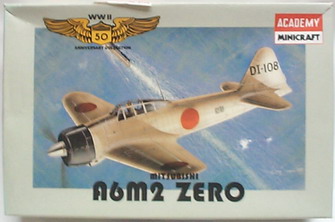 WWII
50
ANNIVERSARY COLLECTION
ACADEMY
MINICRAFT
DI-108
MITSUBISHI
A6M2 ZERO